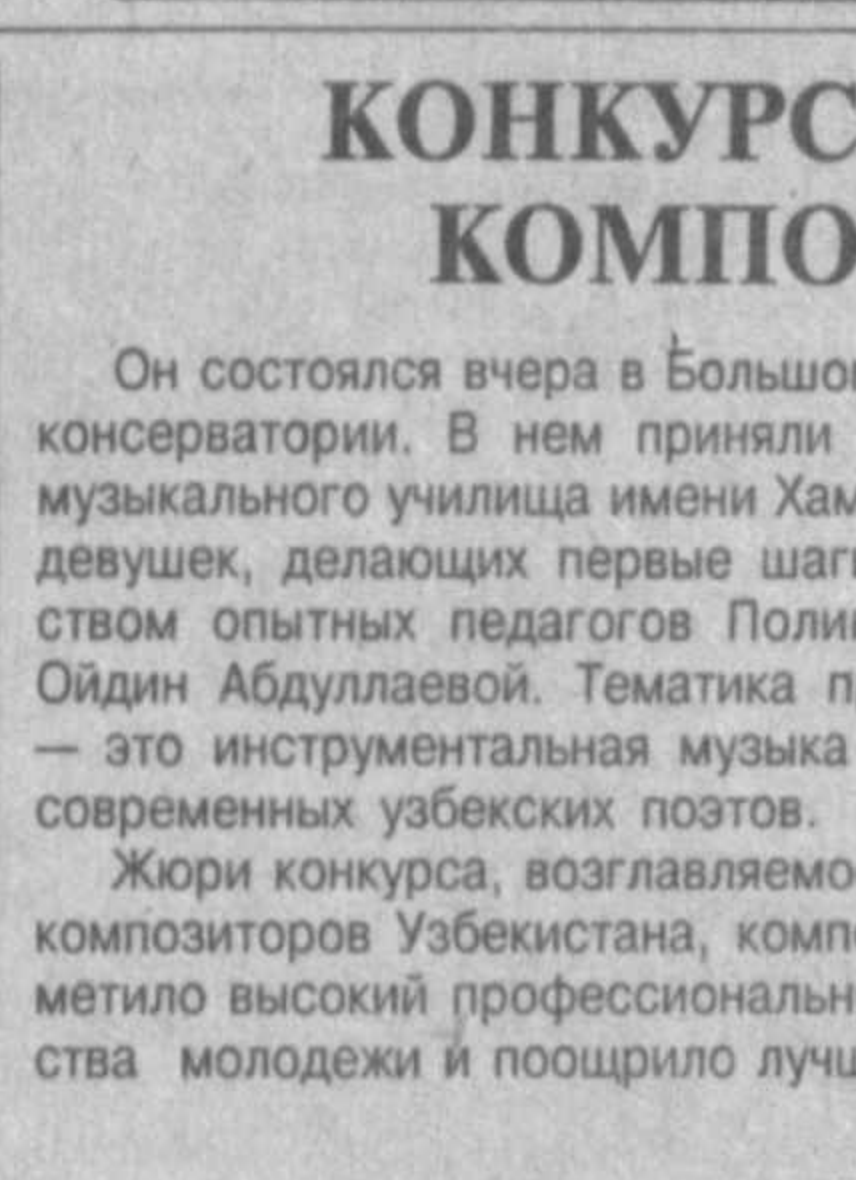 КОНКУРС
КОМПО
Он состоялся вчера в Большо
консерватории. В нем приняли
музыкального училища имени Хам
девушек, делающих первые шаг
ством опытных педагогов Поли
Ойдин Абдуллаевой. Тематика п
— это инструментальная музыка
современных узбекских поэтов.
Жюри конкурса, возглавляемо
композиторов Узбекистана, комп
метило высокий профессиональн
ства молодежи и поощрило лучш